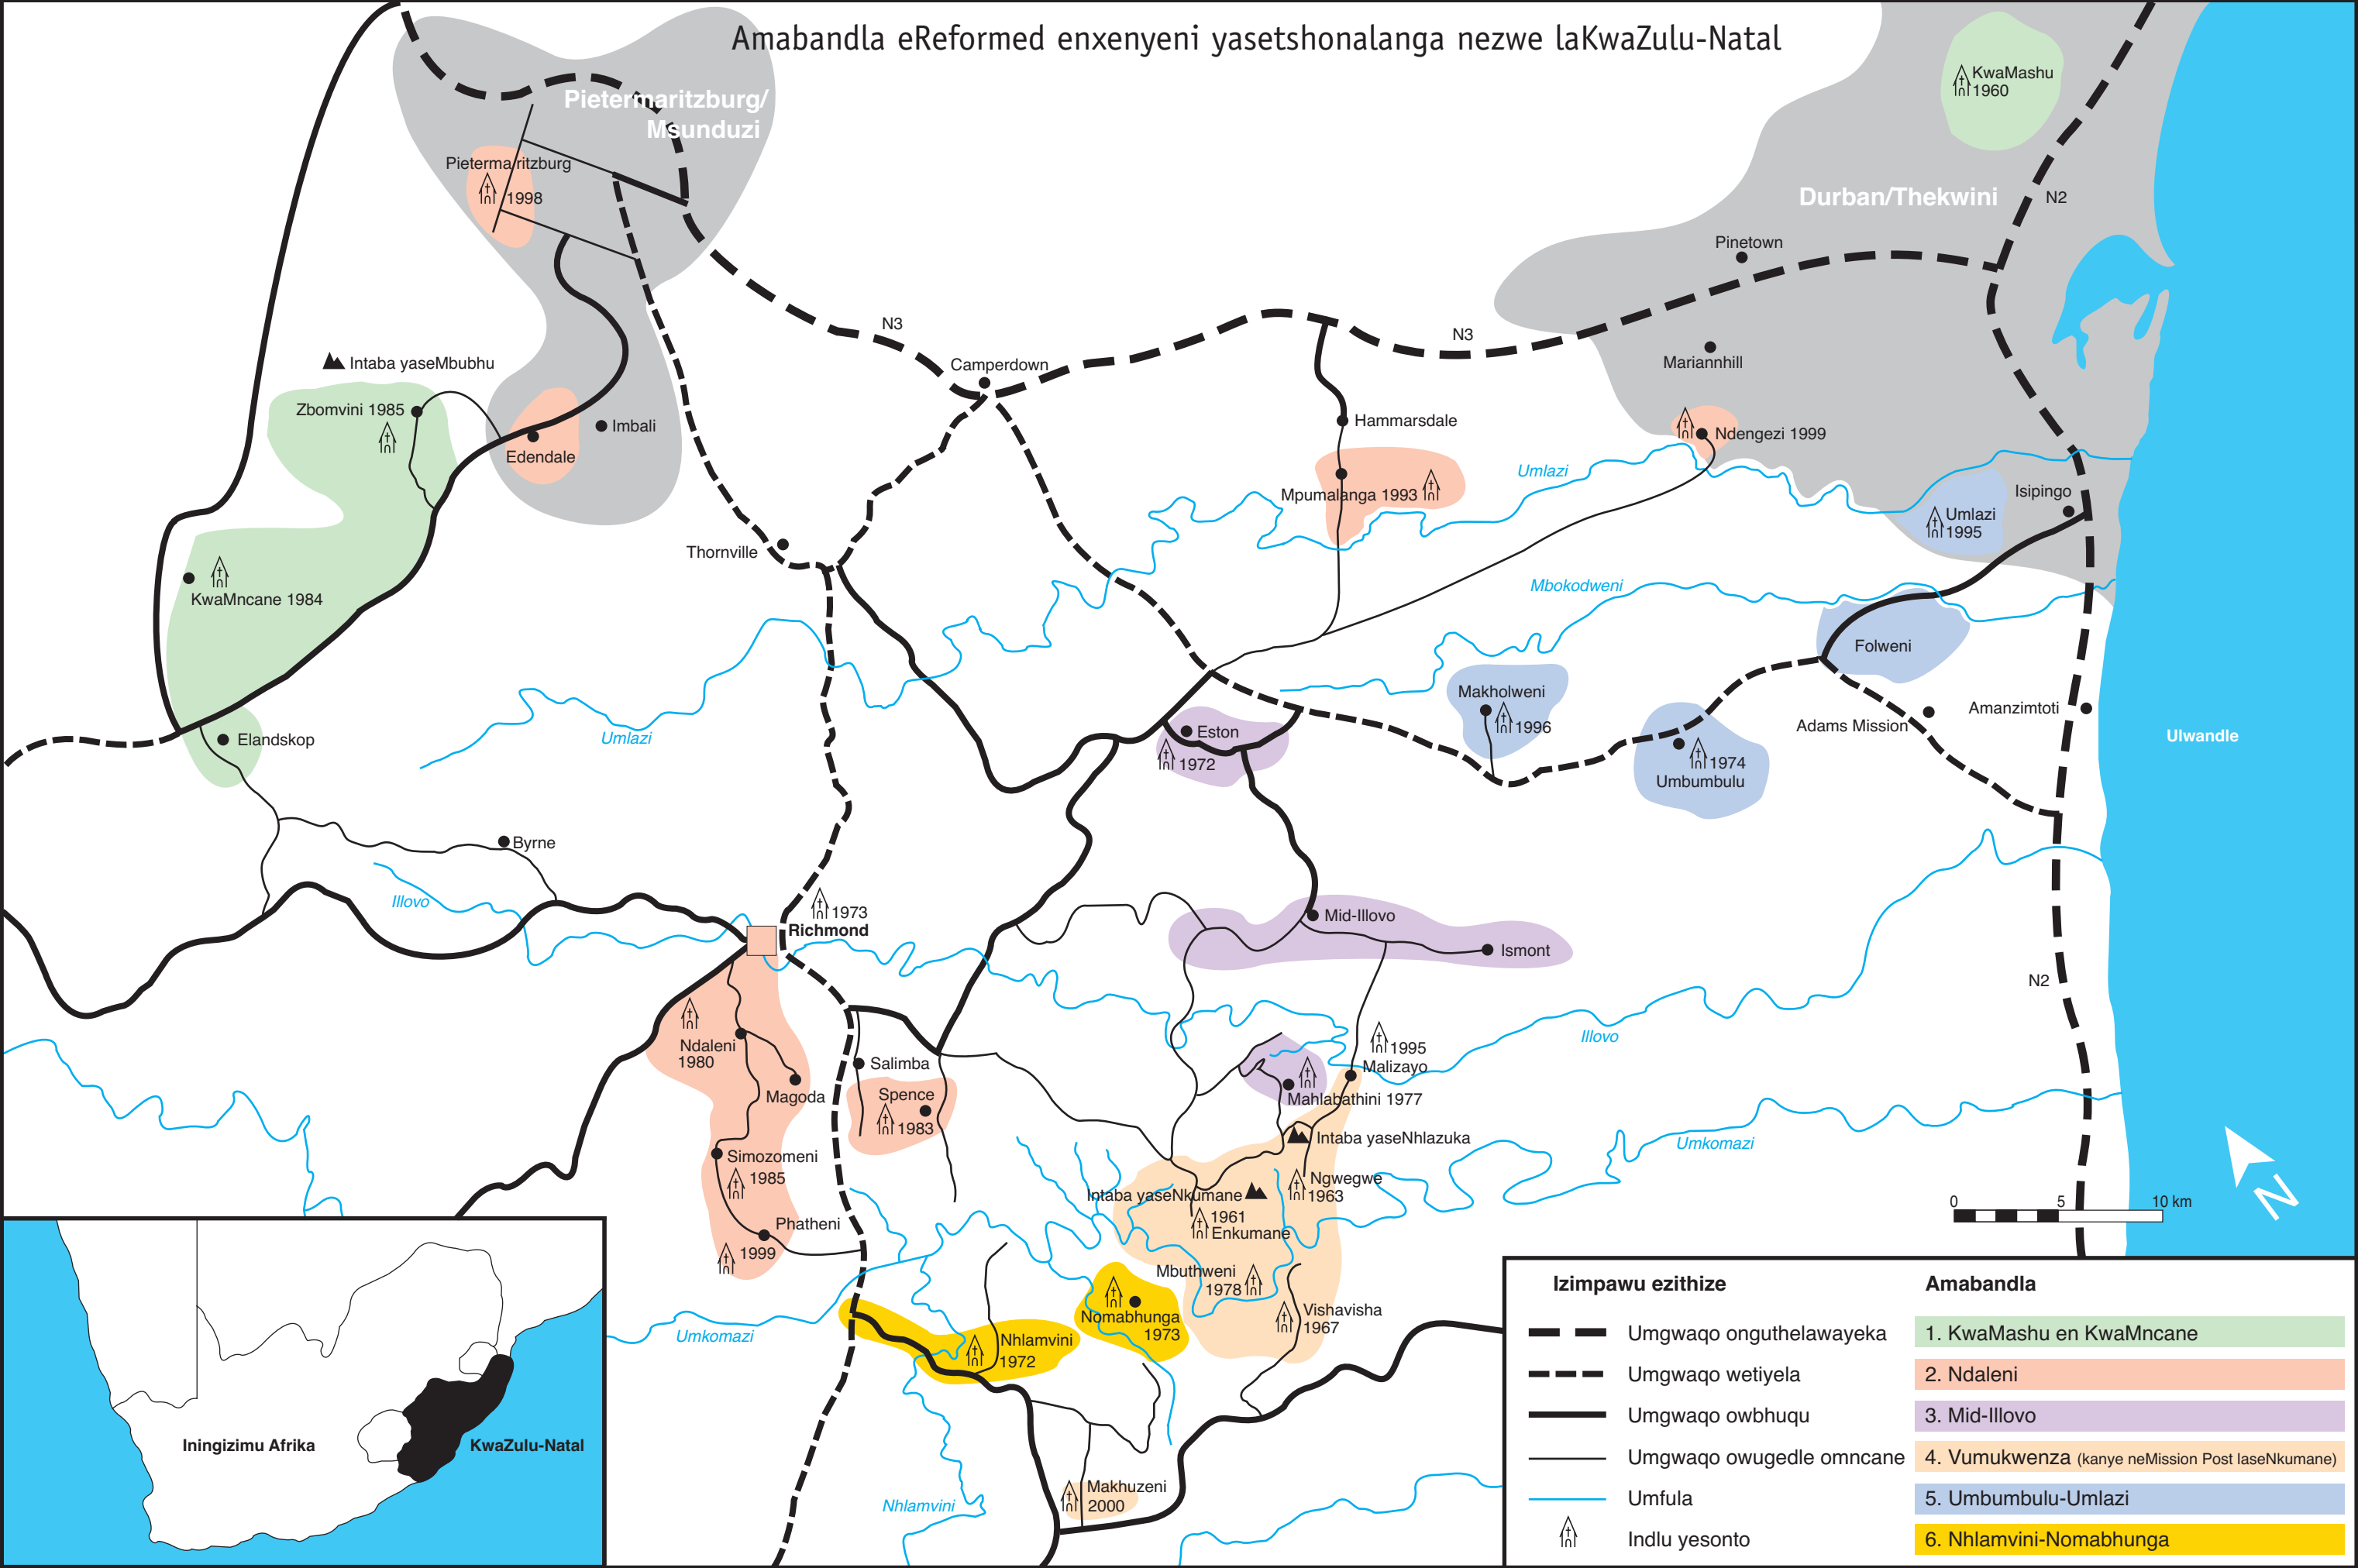 Amabandla eReformed enxenyeni yasetshonalanga nezwe laKwaZulu-Natal
KwaMashu
1960
Pietermaritzburg/
Msunduzi
Pietermaritzburg
1998
Durban/Thekwini
N2
Pinetown
N3
N3
Camperdown
Mariannhill
Intaba yaseMbubhu
Zbomvini 1985
Imbali
Edendale
Hammarsdale
Ndengezi 1999
Umlazi
Mpumalanga 1993
Isipingo
Umlazi
1995
Thornville
KwaMncane 1984
Mbokodweni
Folweni
Makholweni
1996
Adams Mission
Amanzimtoti
Elandskop
Umlazi
Eston
1972
1974
Umbumbulu
Ulwandle
Byrne
Illovo
1973
Richmond
Mid-Illovo
Ismont
N2
Ndaleni
1980
Salimba
Magoda
Spence
1983
1995
Malizayo
Illovo
Mahlabathini 1977
Intaba yaseNhlazuka
Umkomazi
Simozomeni
1985
Ngwegwe
1963
Intaba yaseNkumane
1961
Enkumane
0 5 10 km
N
Phatheni
1999
Mbuthweni
1978
Vishavisha
1967
Nomabhunga
1973
Umkomazi
Nhlamvini
1972
Makhuzeni
2000
Nhlamvini
Iningizimu Afrika
KwaZulu-Natal
Izimpawu ezithize
Umgwaqo onguthelawayeka
Umgwaqo wetiyela
Umgwaqo owbhuqu
Umgwaqo owugedle omncane
Umfula
Indlu yesonto
Amabandla
1. KwaMashu en KwaMncane
2. Ndaleni
3. Mid-Illovo
4. Vumukwenza (kanye neMission Post laseNkumane)
5. Umbumbulu-Umlazi
6. Nhlamvini-Nomabhunga